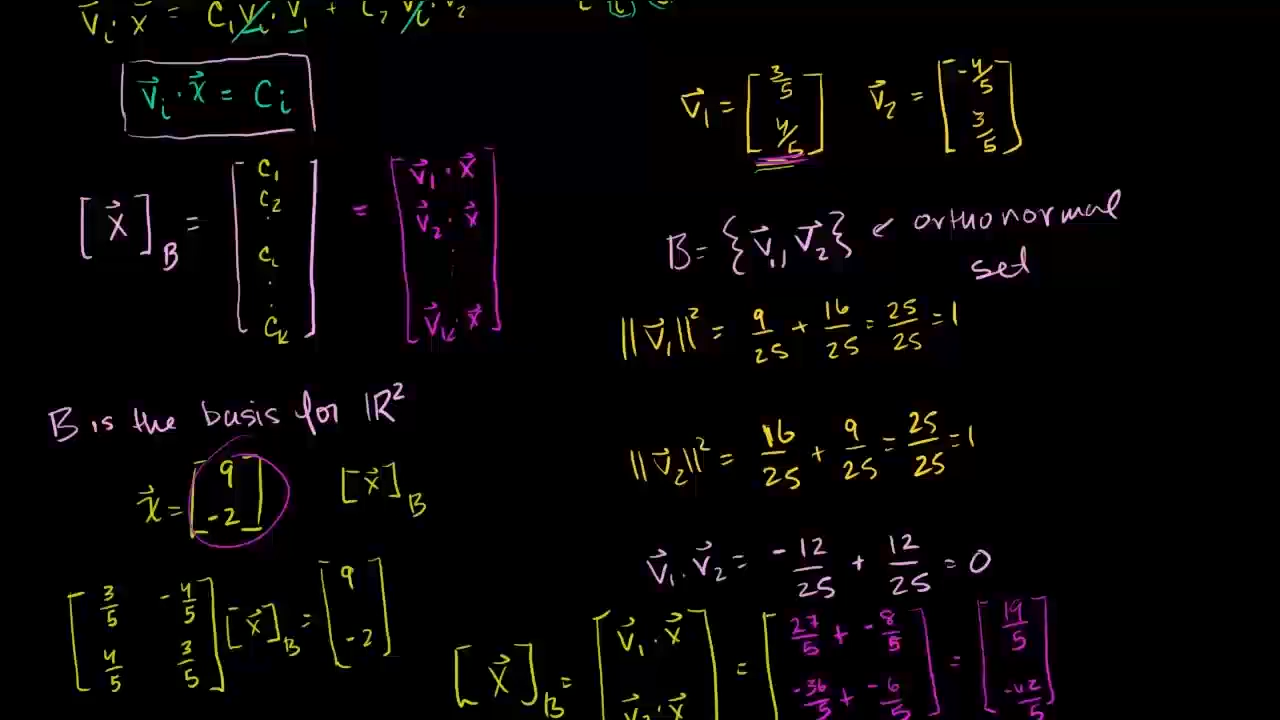 v⃗ᵢ · x⃗ = C₁ v⃗ᵢ · v⃗₁ + C₂ v⃗ᵢ · v⃗₂
v⃗ᵢ · x⃗ = Cᵢ
[x⃗]_B = [C₁ C₂ · Cᵢ . . C_k] = [v⃗₁ · x⃗  v⃗₂ · x⃗  ⋮  v⃗_k · x⃗]
B is the basis for ℝ²
x⃗ = [9 -2]  [x⃗]_B
[3/5 -4/5; 4/5 3/5] [x⃗]_B = [9 -2]
v⃗₁ = [3/5 4/5]  v⃗₂ = [-4/5 3/5]
B = {v⃗₁, v⃗₂} ← orthonormal
set
||v⃗₁||² = 9/25 + 16/25 = 25/25 = 1
||v⃗₂||² = 16/25 + 9/25 = 25/25 = 1
v⃗₁ · v⃗₂ = -12/25 + 12/25 = 0
[x⃗]_B = [v⃗₁ · x⃗  v⃗₂ · x⃗] = [27/5 + -8/5  -36/5 + -6/5] = [19/5  -42/5]